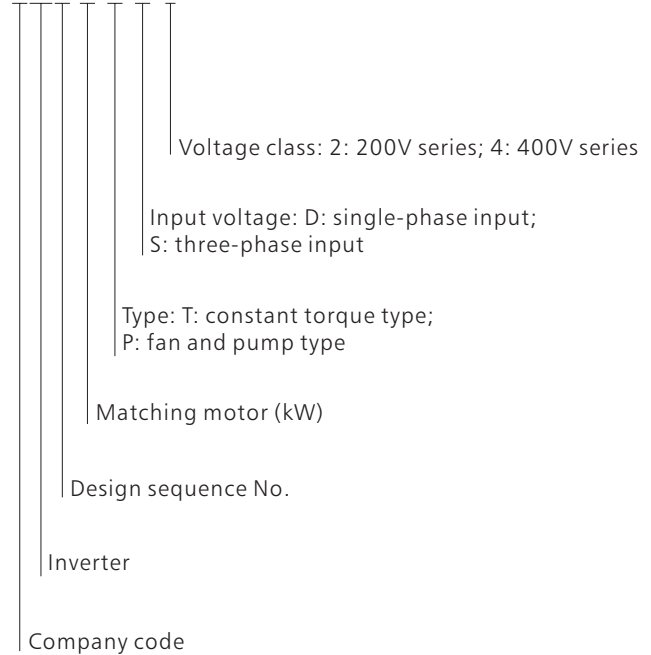 Voltage class: 2: 200V series; 4: 400V series
Input voltage: D: single-phase input;
S: three-phase input
Type: T: constant torque type;
P: fan and pump type
Matching motor (kW)
Design sequence No.
Inverter
Company code